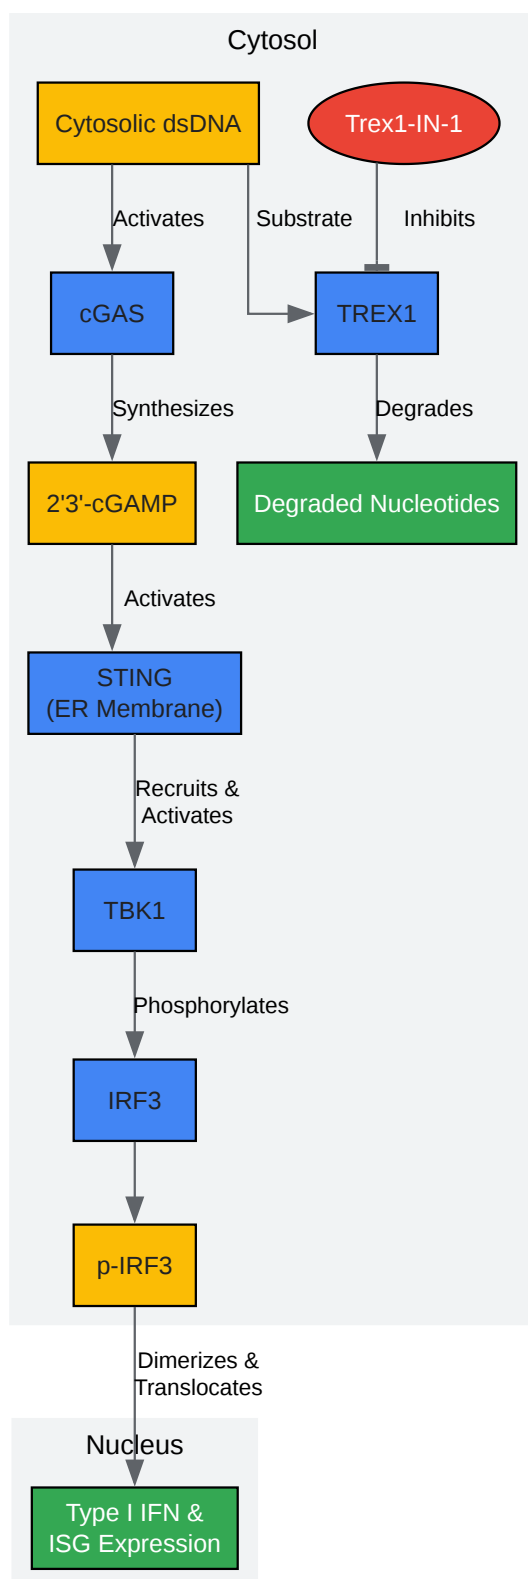 Cytosol
Cytosolic dsDNA
Trex1-IN-1
Activates
Substrate
Inhibits
cGAS
TREX1
Synthesizes
Degrades
2'3'-cGAMP
Degraded Nucleotides
Activates
STING
(ER Membrane)
Recruits &
Activates
TBK1
Phosphorylates
IRF3
p-IRF3
Dimerizes &
Translocates
Nucleus
Type I IFN &
ISG Expression